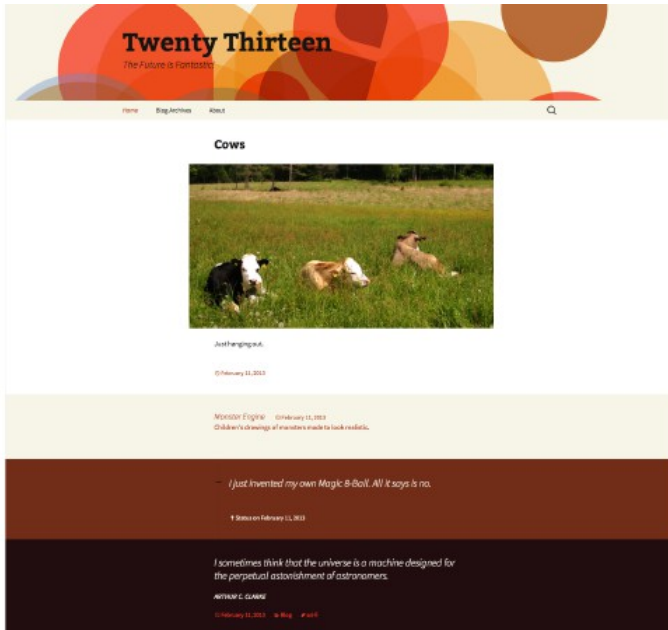 Twenty Thirteen
The Future is Fantastic!
Home Blog Archives About
Cows
Just hanging out.
February 11, 2013
Monster Engine February 11, 2013
Children's drawings of monsters made to look realistic.
I just invented my own Magic 8-Ball. All it says is no.
Status on February 11, 2013
I sometimes think that the universe is a machine designed for
the perpetual astonishment of astronomers.
ARTHUR C. CLARKE
February 11, 2013 Blog sci-fi